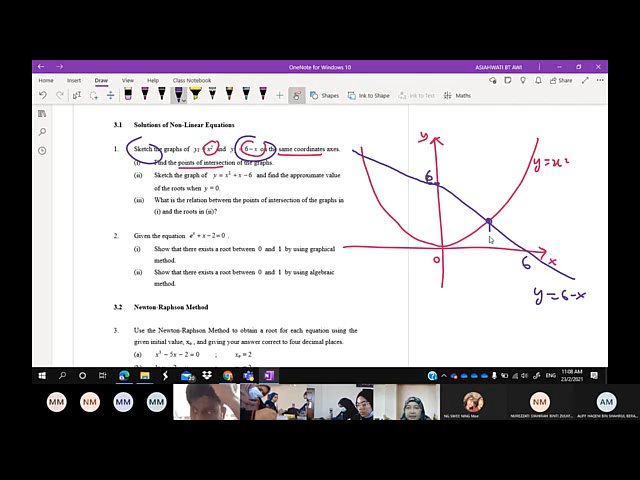 OneNote for Windows 10
ASIAHWATI BT AWI
Home Insert Draw View Help Class Notebook
Share
Shapes Ink to Shape Ink to Text Maths
3.1 Solutions of Non-Linear Equations
1. Sketch the graphs of y₁ = x² and y = 6-x on the same coordinates axes.
(i) Find the points of intersection of the graphs.
(ii) Sketch the graph of y = x² + x - 6 and find the approximate
value of the roots when y = 0.
(iii) What is the relation between the points of intersection of the graphs in
(i) and the roots in (ii)?
2. Given the equation eˣ + x - 2 = 0.
(i) Show that there exists a root between 0 and 1 by using graphical
method.
(ii) Show that there exists a root between 0 and 1 by using algebraic
method.
3.2 Newton-Raphson Method
3. Use the Newton-Raphson Method to obtain a root for each equation using the
given initial value, x₀, and giving your answer correct to four decimal places.
(a) x³ - 5x - 2 = 0 ; x₀ = 2
y
y = x²
6
0
6
x
y = 6-x
20
ENG
11:08 AM
23/2/2021
MM NM MM AM
NM
AM